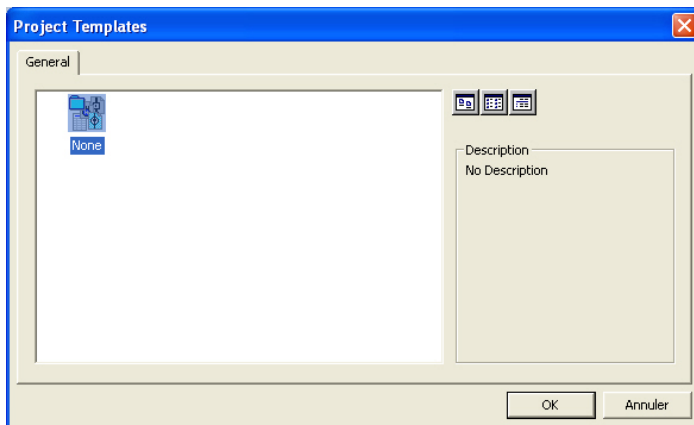 Project Templates
General
None
Description
No Description
OK
Annuler